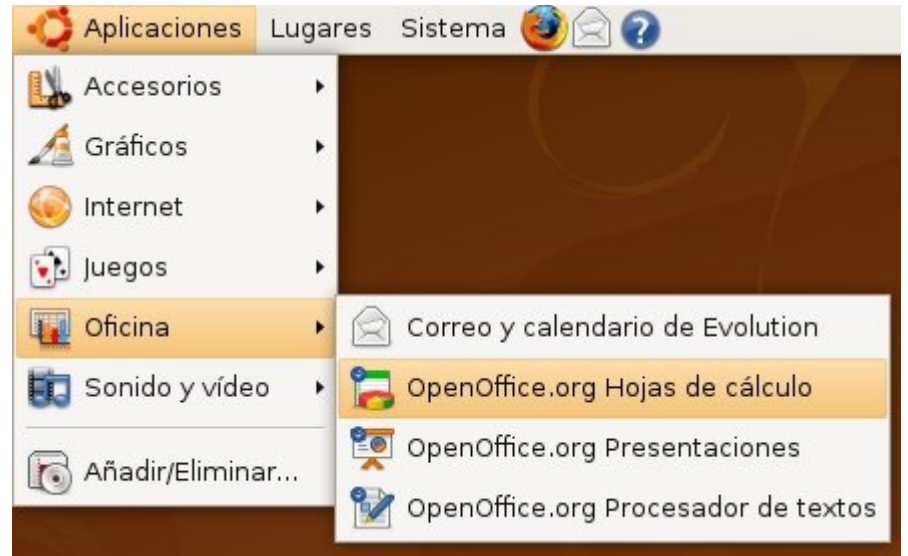 Aplicaciones Lugares Sistema
Accesorios
Gráficos
Internet
Juegos
Oficina
Correo y calendario de Evolution
OpenOffice.org Hojas de cálculo
OpenOffice.org Presentaciones
OpenOffice.org Procesador de textos
Sonido y vídeo
Añadir/Eliminar...